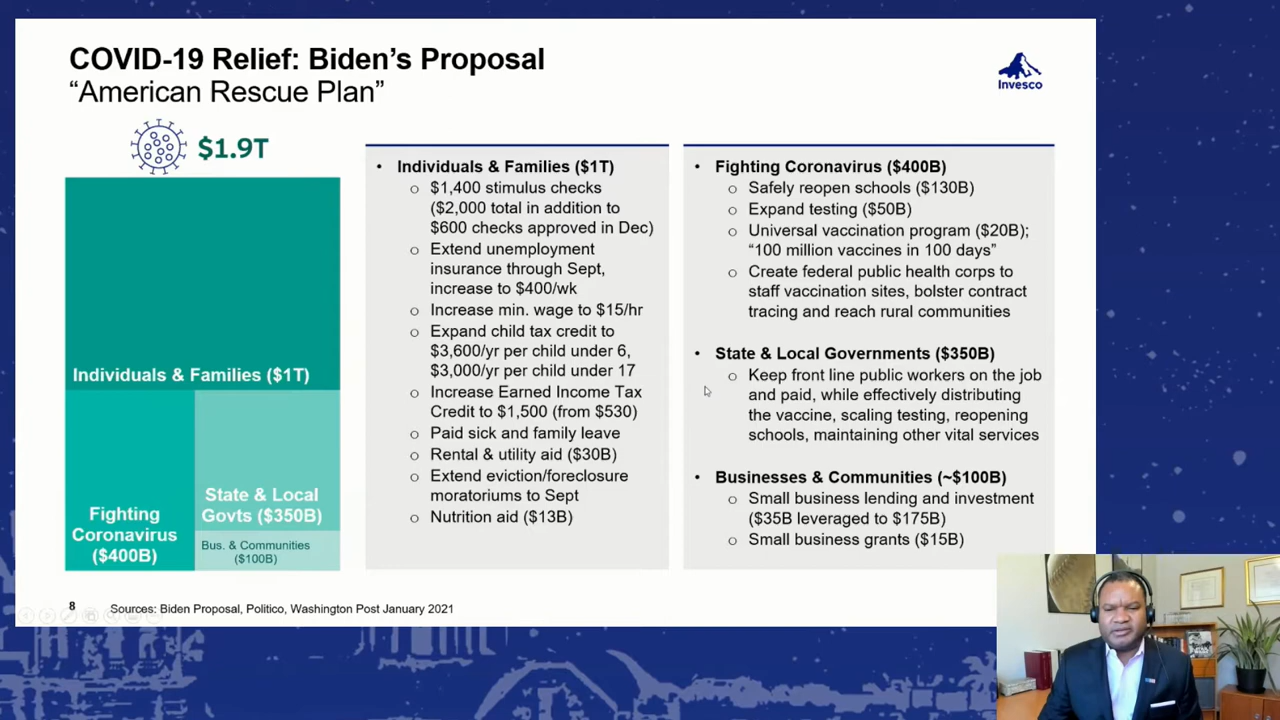 COVID-19 Relief: Biden's Proposal
"American Rescue Plan"
Invesco
$1.9T
Individuals & Families ($1T)
Fighting
Coronavirus
($400B)
State & Local
Govts ($350B)
Bus. & Communities
($100B)
• Individuals & Families ($1T)
o $1,400 stimulus checks
($2,000 total in addition to
$600 checks approved in Dec)
o Extend unemployment
insurance through Sept,
increase to $400/wk
o Increase min. wage to $15/hr
o Expand child tax credit to
$3,600/yr per child under 6,
$3,000/yr per child under 17
o Increase Earned Income Tax
Credit to $1,500 (from $530)
o Paid sick and family leave
o Rental & utility aid ($30B)
o Extend eviction/foreclosure
moratoriums to Sept
o Nutrition aid ($13B)
• Fighting Coronavirus ($400B)
o Safely reopen schools ($130B)
o Expand testing ($50B)
o Universal vaccination program ($20B);
"100 million vaccines in 100 days"
o Create federal public health corps to
staff vaccination sites, bolster contract
tracing and reach rural communities
• State & Local Governments ($350B)
o Keep front line public workers on the job
and paid, while effectively distributing
the vaccine, scaling testing, reopening
schools, maintaining other vital services
• Businesses & Communities (~$100B)
o Small business lending and investment
($35B leveraged to $175B)
o Small business grants ($15B)
8
Sources: Biden Proposal, Politico, Washington Post January 2021